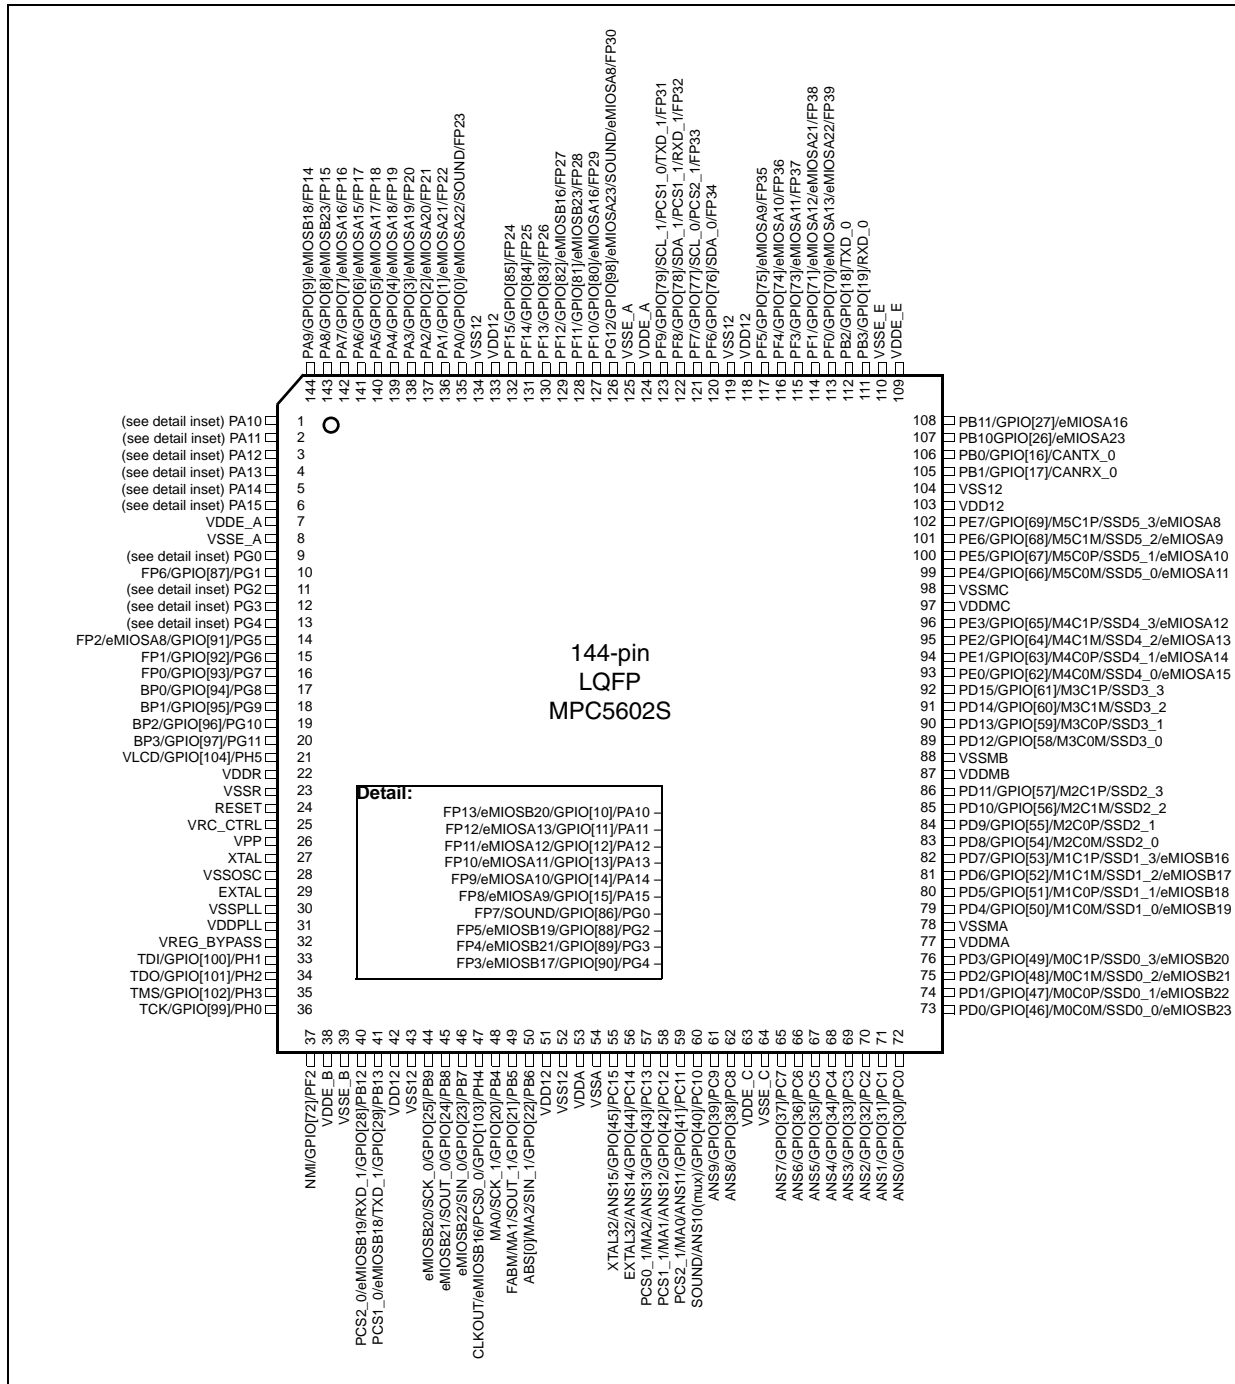 PA9/GPIO[9]/eMIOSB18/FP14
PA8/GPIO[8]/eMIOSB23/FP15
PA7/GPIO[7]/eMIOSA16/FP16
PA6/GPIO[6]/eMIOSA15/FP17
PA5/GPIO[5]/eMIOSA17/FP18
PA4/GPIO[4]/eMIOSA18/FP19
PA3/GPIO[3]/eMIOSA19/FP20
PA2/GPIO[2]/eMIOSA20/FP21
PA1/GPIO[1]/eMIOSA21/FP22
PA0/GPIO[0]/eMIOSA22/SOUND/FP23
VSS12
VDD12
PF15/GPIO[85]/FP24
PF14/GPIO[84]/FP25
PF13/GPIO[83]/FP26
PF12/GPIO[82]/eMIOSB16/FP27
PF11/GPIO[81]/eMIOSB23/FP28
PF10/GPIO[80]/eMIOSA16/FP29
PG12/GPIO[98]/eMIOSA23/SOUND/eMIOSA8/FP30
VSSE_A
VDDE_A
PF9/GPIO[79]/SCL_1/PCS1_0/TXD_1/FP31
PF8/GPIO[78]/SDA_1/PCS1_1/RXD_1/FP32
PF7/GPIO[77]/SCL_0/PCS2_1/FP33
PF6/GPIO[76]/SDA_0/FP34
VSS12
VDD12
PF5/GPIO[75]/eMIOSA9/FP35
PF4/GPIO[74]/eMIOSA10/FP36
PF3/GPIO[73]/eMIOSA11/FP37
PF1/GPIO[71]/eMIOSA12/eMIOSA21/FP38
PF0/GPIO[70]/eMIOSA13/eMIOSA22/FP39
PB2/GPIO[18]/TXD_0
PB3/GPIO[19]/RXD_0
VSSE_E
VDDE_E
144 143 142 141 140 139 138 137 136 135 134 133 132 131 130 129 128 127 126 125 124 123 122 121 120 119 118 117 116 115 114 113 112 111 110 109
(see detail inset) PA10 1
(see detail inset) PA11 2
(see detail inset) PA12 3
(see detail inset) PA13 4
(see detail inset) PA14 5
(see detail inset) PA15 6
VDDE_A 7
VSSE_A 8
(see detail inset) PG0 9
FP6/GPIO[87]/PG1 10
(see detail inset) PG2 11
(see detail inset) PG3 12
(see detail inset) PG4 13
FP2/eMIOSA8/GPIO[91]/PG5 14
FP1/GPIO[92]/PG6 15
FP0/GPIO[93]/PG7 16
BP0/GPIO[94]/PG8 17
BP1/GPIO[95]/PG9 18
BP2/GPIO[96]/PG10 19
BP3/GPIO[97]/PG11 20
VLCD/GPIO[104]/PH5 21
VDDR 22
VSSR 23
RESET 24
VRC_CTRL 25
VPP 26
XTAL 27
VSSOSC 28
EXTAL 29
VSSPLL 30
VDDPLL 31
VREG_BYPASS 32
TDI/GPIO[100]/PH1 33
TDO/GPIO[101]/PH2 34
TMS/GPIO[102]/PH3 35
TCK/GPIO[99]/PH0 36
144-pin
LQFP
MPC5602S
Detail:
FP13/eMIOSB20/GPIO[10]/PA10
FP12/eMIOSA13/GPIO[11]/PA11
FP11/eMIOSA12/GPIO[12]/PA12
FP10/eMIOSA11/GPIO[13]/PA13
FP9/eMIOSA10/GPIO[14]/PA14
FP8/eMIOSA9/GPIO[15]/PA15
FP7/SOUND/GPIO[86]/PG0
FP5/eMIOSB19/GPIO[88]/PG2
FP4/eMIOSB21/GPIO[89]/PG3
FP3/eMIOSB17/GPIO[90]/PG4
108 PB11/GPIO[27]/eMIOSA16
107 PB10GPIO[26]/eMIOSA23
106 PB0/GPIO[16]/CANTX_0
105 PB1/GPIO[17]/CANRX_0
104 VSS12
103 VDD12
102 PE7/GPIO[69]/M5C1P/SSD5_3/eMIOSA8
101 PE6/GPIO[68]/M5C1M/SSD5_2/eMIOSA9
100 PE5/GPIO[67]/M5C0P/SSD5_1/eMIOSA10
99 PE4/GPIO[66]/M5C0M/SSD5_0/eMIOSA11
98 VSSMC
97 VDDMC
96 PE3/GPIO[65]/M4C1P/SSD4_3/eMIOSA12
95 PE2/GPIO[64]/M4C1M/SSD4_2/eMIOSA13
94 PE1/GPIO[63]/M4C0P/SSD4_1/eMIOSA14
93 PE0/GPIO[62]/M4C0M/SSD4_0/eMIOSA15
92 PD15/GPIO[61]/M3C1P/SSD3_3
91 PD14/GPIO[60]/M3C1M/SSD3_2
90 PD13/GPIO[59]/M3C0P/SSD3_1
89 PD12/GPIO[58/M3C0M/SSD3_0
88 VSSMB
87 VDDMB
86 PD11/GPIO[57]/M2C1P/SSD2_3
85 PD10/GPIO[56]/M2C1M/SSD2_2
84 PD9/GPIO[55]/M2C0P/SSD2_1
83 PD8/GPIO[54]/M2C0M/SSD2_0
82 PD7/GPIO[53]/M1C1P/SSD1_3/eMIOSB16
81 PD6/GPIO[52]/M1C1M/SSD1_2/eMIOSB17
80 PD5/GPIO[51]/M1C0P/SSD1_1/eMIOSB18
79 PD4/GPIO[50]/M1C0M/SSD1_0/eMIOSB19
78 VSSMA
77 VDDMA
76 PD3/GPIO[49]/M0C1P/SSD0_3/eMIOSB20
75 PD2/GPIO[48]/M0C1M/SSD0_2/eMIOSB21
74 PD1/GPIO[47]/M0C0P/SSD0_1/eMIOSB22
73 PD0/GPIO[46]/M0C0M/SSD0_0/eMIOSB23
37 38 39 40 41 42 43 44 45 46 47 48 49 50 51 52 53 54 55 56 57 58 59 60 61 62 63 64 65 66 67 68 69 70 71 72
NMI/GPIO[72]/PF2
VDDE_B
VSSE_B
PCS2_0/eMIOSB19/RXD_1/GPIO[28]/PB12
PCS1_0/eMIOSB18/TXD_1/GPIO[29]/PB13
VDD12
VSS12
eMIOSB20/SCK_0/GPIO[25]/PB9
eMIOSB21/SOUT_0/GPIO[24]/PB8
eMIOSB22/SIN_0/GPIO[23]/PB7
CLKOUT/eMIOSB16/PCS0_0/GPIO[103]/PH4
MA0/SCK_1/GPIO[20]/PB4
FABM/MA1/SOUT_1/GPIO[21]/PB5
ABS[0]/MA2/SIN_1/GPIO[22]/PB6
VDD12
VSS12
VDDA
VSSA
XTAL32/ANS15/GPIO[45]/PC15
EXTAL32/ANS14/GPIO[44]/PC14
PCS0_1/MA2/ANS13/GPIO[43]/PC13
PCS1_1/MA1/ANS12/GPIO[42]/PC12
PCS2_1/MA0/ANS11/GPIO[41]/PC11
SOUND/ANS10(mux)/GPIO[40]/PC10
ANS9/GPIO[39]/PC9
ANS8/GPIO[38]/PC8
VDDE_C
VSSE_C
ANS7/GPIO[37]/PC7
ANS6/GPIO[36]/PC6
ANS5/GPIO[35]/PC5
ANS4/GPIO[34]/PC4
ANS3/GPIO[33]/PC3
ANS2/GPIO[32]/PC2
ANS1/GPIO[31]/PC1
ANS0/GPIO[30]/PC0